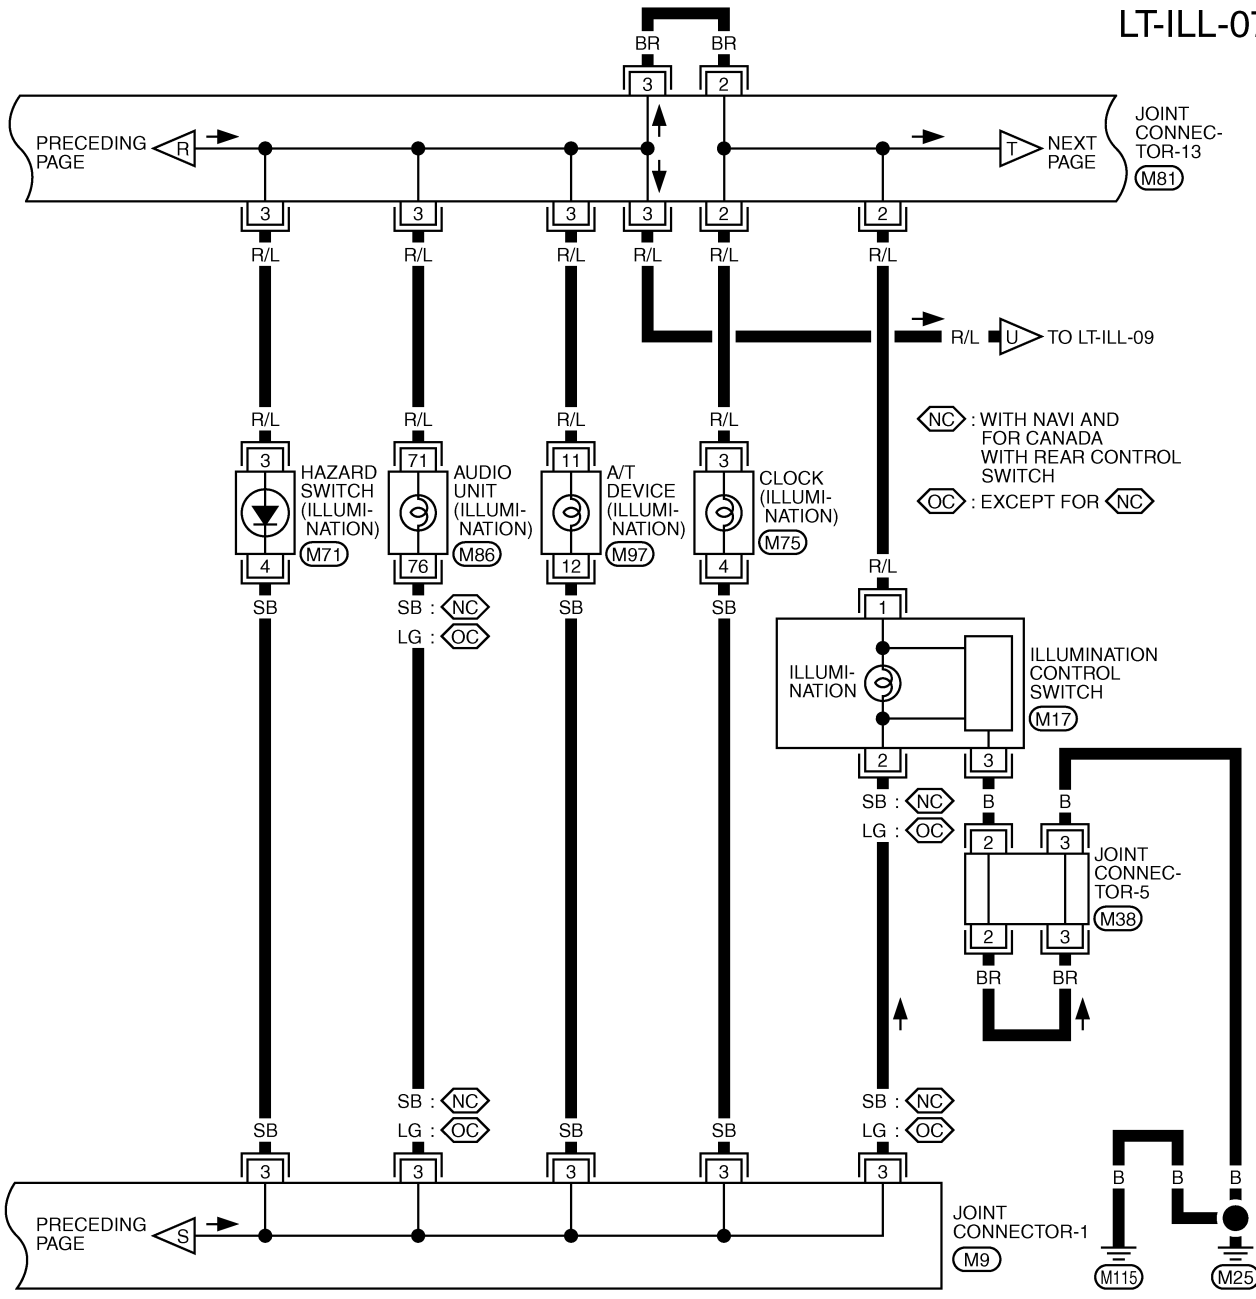 LT-ILL-07
BR
BR
3
2
PRECEDING
PAGE
R
T
NEXT
PAGE
JOINT
CONNEC-
TOR-13
M81
3
3
3
3
2
2
R/L
R/L
R/L
R/L
R/L
R/L
R/L
U
TO LT-ILL-09
NC : WITH NAVI AND
FOR CANADA
WITH REAR CONTROL
SWITCH
OC : EXCEPT FOR NC
R/L
R/L
R/L
R/L
3
HAZARD
SWITCH
(ILLUMI-
NATION)
M71
4
71
AUDIO
UNIT
(ILLUMI-
NATION)
M86
76
11
A/T
DEVICE
(ILLUMI-
NATION)
M97
12
3
CLOCK
(ILLUMI-
NATION)
M75
4
R/L
1
SB
SB : NC
LG : OC
SB
SB
ILLUMI-
NATION
ILLUMINATION
CONTROL
SWITCH
M17
2
3
SB : NC
LG : OC
B
B
2
3
JOINT
CONNEC-
TOR-5
M38
2
3
BR
BR
SB
SB : NC
LG : OC
SB
SB
SB : NC
LG : OC
3
3
3
3
3
PRECEDING
PAGE
S
JOINT
CONNECTOR-1
M9
B
B
B
M115
M25